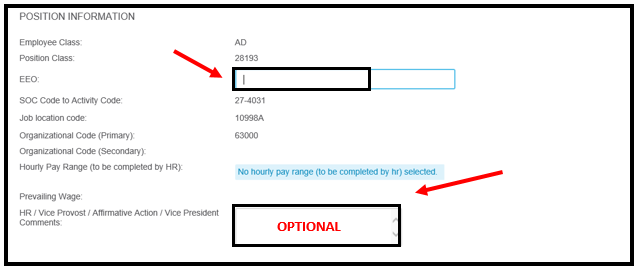 POSITION INFORMATION
Employee Class: AD
Position Class: 28193
EEO:
SOC Code to Activity Code: 27-4031
Job location code: 10998A
Organizational Code (Primary): 63000
Organizational Code (Secondary):
Hourly Pay Range (to be completed by HR): No hourly pay range (to be completed by hr) selected.
Prevailing Wage:
HR / Vice Provost / Affirmative Action / Vice President
Comments:
OPTIONAL